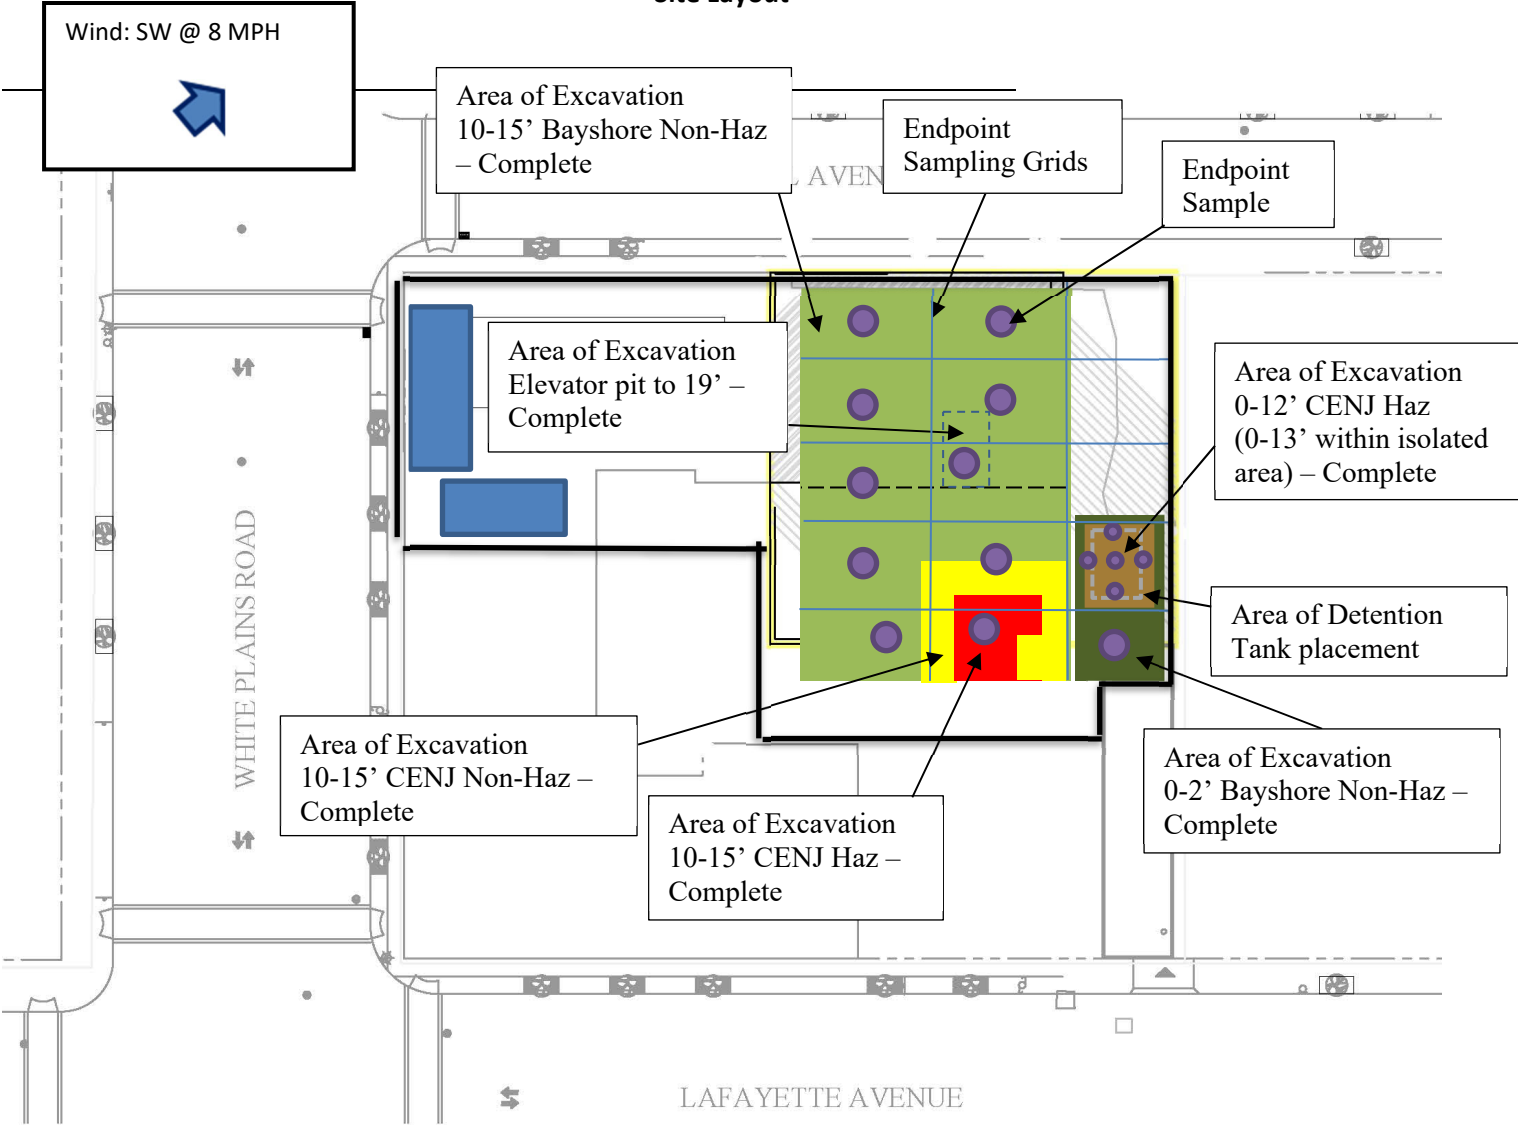 Site Layout
Wind: SW @ 8 MPH
Area of Excavation
10-15’ Bayshore Non-Haz
– Complete
Endpoint
Sampling Grids
Endpoint
Sample
Area of Excavation
Elevator pit to 19’ –
Complete
Area of Excavation
0-12’ CENJ Haz
(0-13’ within isolated
area) – Complete
Area of Detention
Tank placement
WHITE PLAINS ROAD
Area of Excavation
10-15’ CENJ Non-Haz –
Complete
Area of Excavation
10-15’ CENJ Haz –
Complete
Area of Excavation
0-2’ Bayshore Non-Haz –
Complete
LAFAYETTE AVENUE